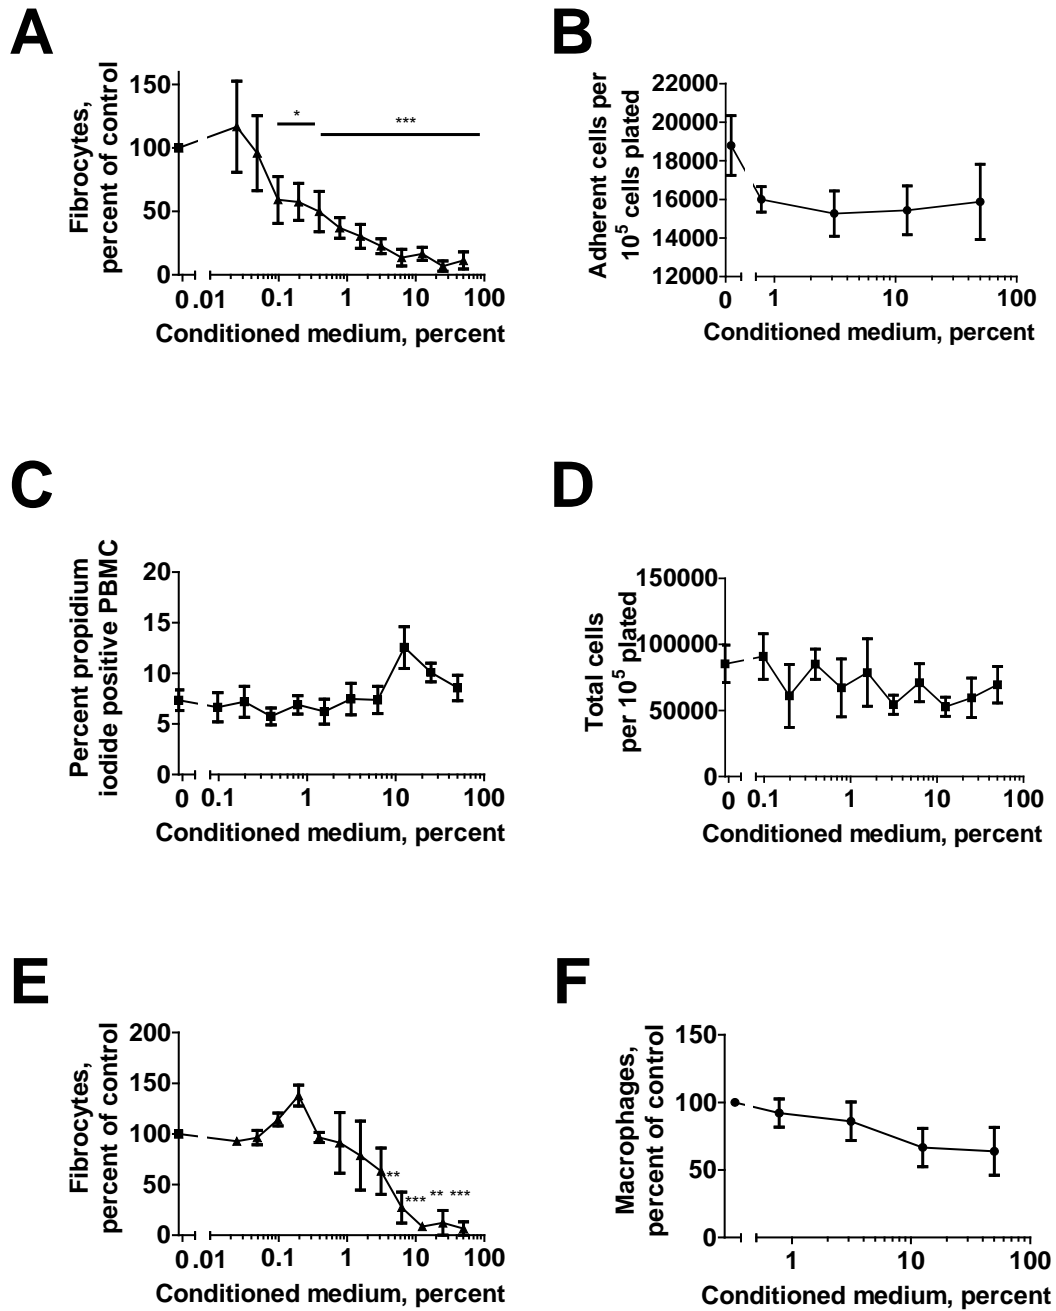 A
Fibrocytes,
percent of control
150
100
50
0
*
***
0 0.01 0.1 1 10 100
Conditioned medium, percent
B
Adherent cells per
10⁵ cells plated
22000
20000
18000
16000
14000
12000
0 1 10 100
Conditioned medium, percent
C
Percent propidium
iodide positive PBMC
20
15
10
5
0
0 0.1 1 10 100
Conditioned medium, percent
D
Total cells
per 10⁵ plated
150000
100000
50000
0
0 0.1 1 10 100
Conditioned medium, percent
E
Fibrocytes,
percent of control
200
150
100
50
0
**
*** ** ***
0 0.01 0.1 1 10 100
Conditioned medium, percent
F
Macrophages,
percent of control
150
100
50
0
1 10 100
Conditioned medium, percent